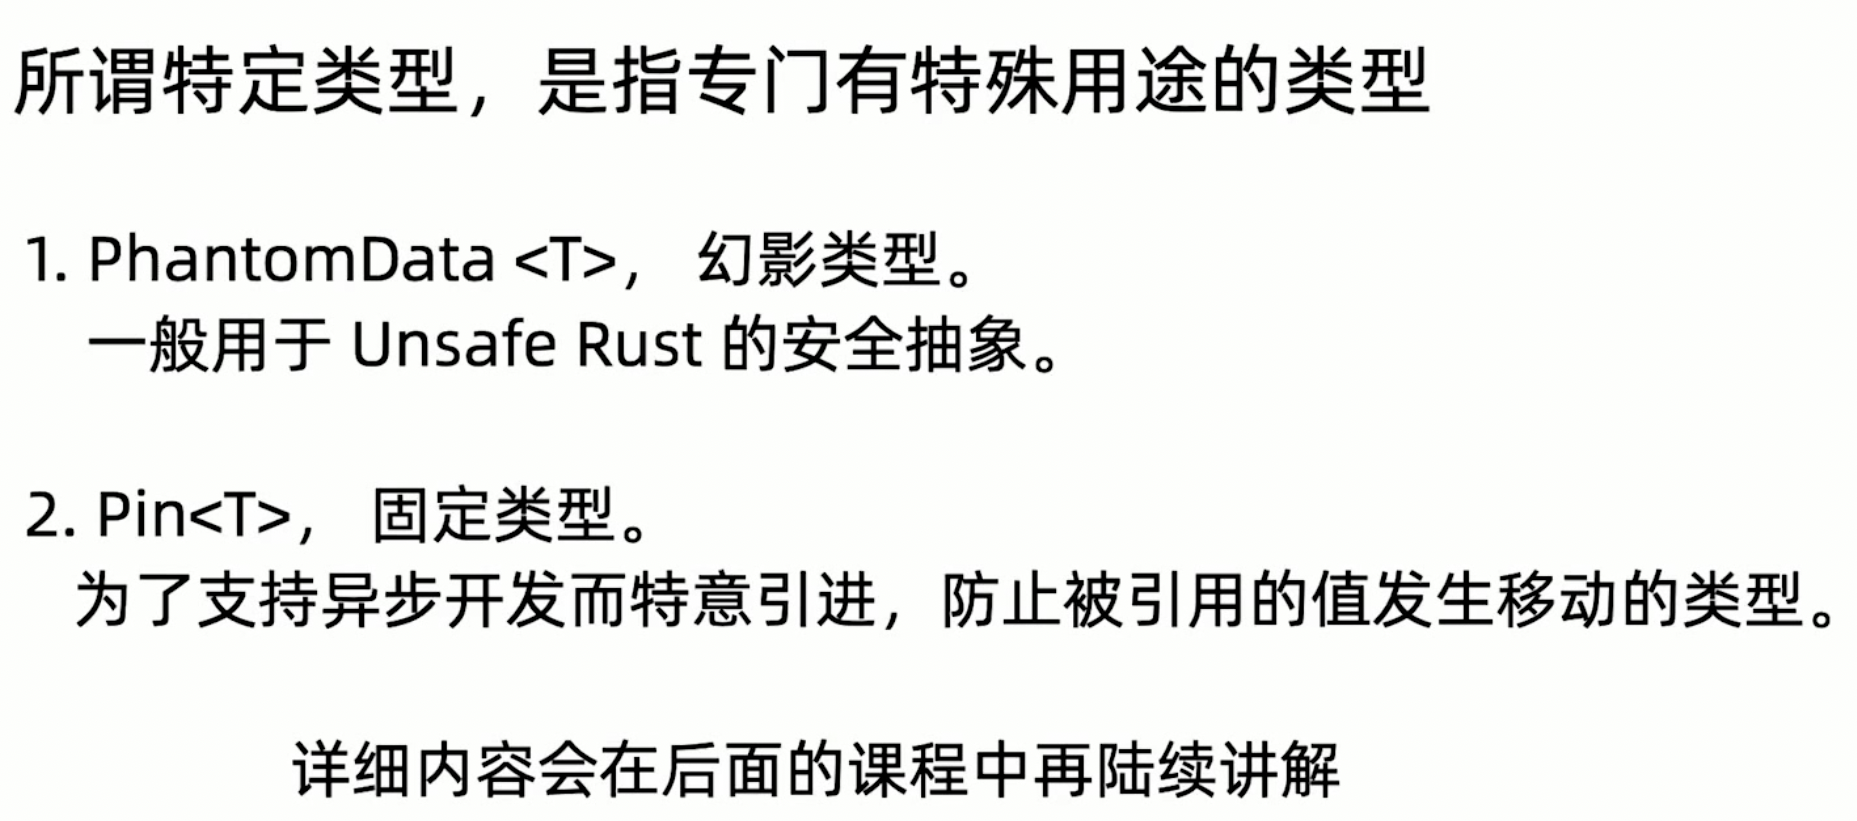 所谓特定类型，是指专门有特殊用途的类型
1. PhantomData <T>， 幻影类型。
一般用于 Unsafe Rust 的安全抽象。
2. Pin<T>， 固定类型。
为了支持异步开发而特意引进，防止被引用的值发生移动的类型。
详细内容会在后面的课程中再陆续讲解